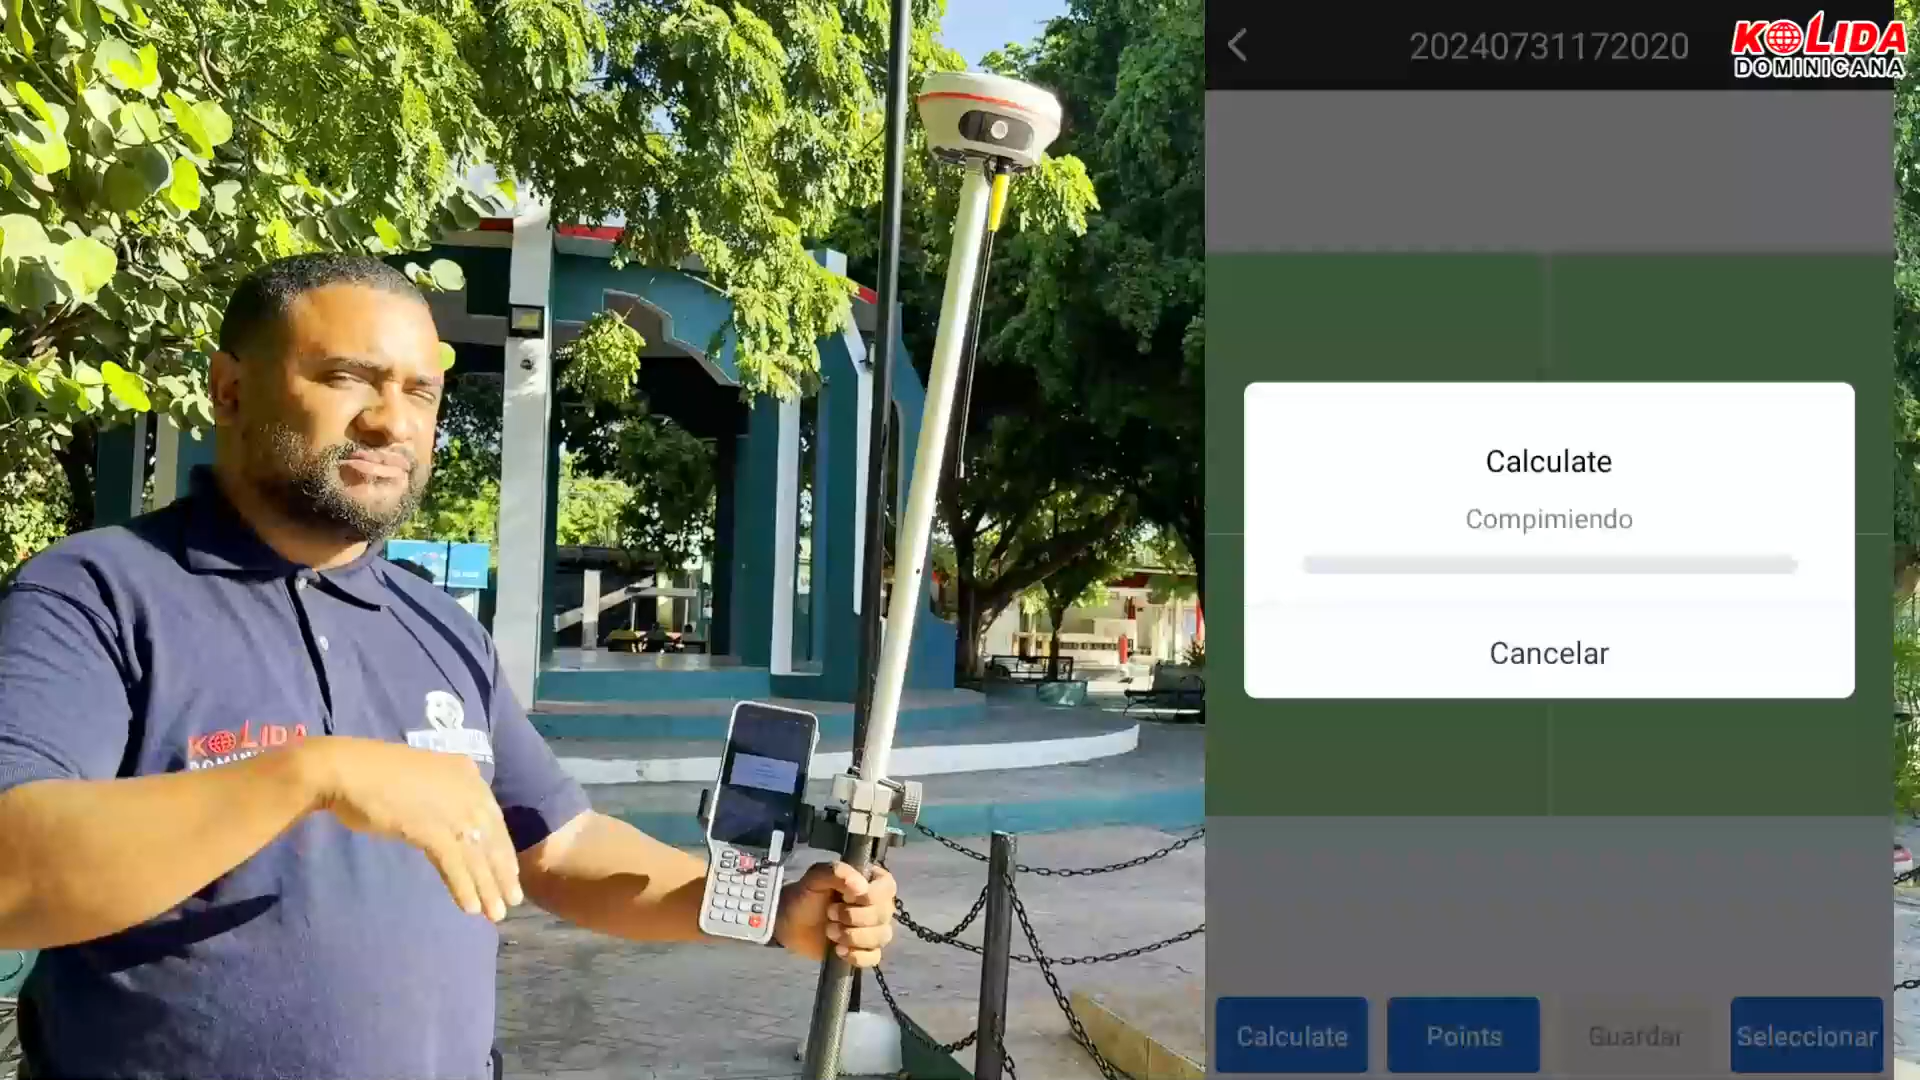 20240731172020
KOLIDA
DOMINICANA
Calculate
Compimiendo
Cancelar
KOLIDA
Calculate
Points
Guardar
Seleccionar